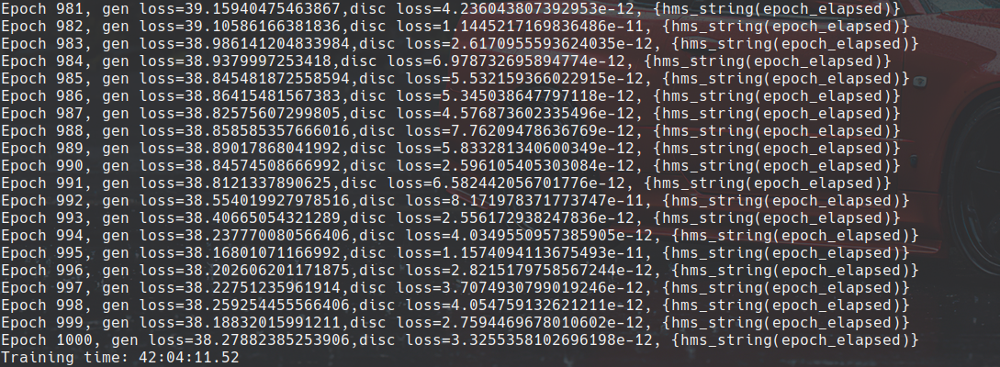 Epoch 981, gen loss=39.15940475463867,disc loss=4.236043807392953e-12, {hms_string(epoch_elapsed)}
Epoch 982, gen loss=39.10586166381836,disc loss=1.1445217169836486e-11, {hms_string(epoch_elapsed)}
Epoch 983, gen loss=38.986141204833984,disc loss=2.6170955593624035e-12, {hms_string(epoch_elapsed)}
Epoch 984, gen loss=38.9379997253418,disc loss=6.978732695894774e-12, {hms_string(epoch_elapsed)}
Epoch 985, gen loss=38.845481872558594,disc loss=5.532159366022915e-12, {hms_string(epoch_elapsed)}
Epoch 986, gen loss=38.86415481567383,disc loss=5.345038647797118e-12, {hms_string(epoch_elapsed)}
Epoch 987, gen loss=38.82575607299805,disc loss=4.576873602335496e-12, {hms_string(epoch_elapsed)}
Epoch 988, gen loss=38.858585357666016,disc loss=7.76209478636769e-12, {hms_string(epoch_elapsed)}
Epoch 989, gen loss=38.89017868041992,disc loss=5.833281340600349e-12, {hms_string(epoch_elapsed)}
Epoch 990, gen loss=38.84574508666992,disc loss=2.5961054053030​84e-12, {hms_string(epoch_elapsed)}
Epoch 991, gen loss=38.8121337890625,disc loss=6.582442056701776e-12, {hms_string(epoch_elapsed)}
Epoch 992, gen loss=38.554019927978516,disc loss=8.171978371773747e-11, {hms_string(epoch_elapsed)}
Epoch 993, gen loss=38.40665054321289,disc loss=2.556172938247836e-12, {hms_string(epoch_elapsed)}
Epoch 994, gen loss=38.237770080566406,disc loss=4.0349550957385905e-12, {hms_string(epoch_elapsed)}
Epoch 995, gen loss=38.16801071166992,disc loss=1.1574094113675493e-11, {hms_string(epoch_elapsed)}
Epoch 996, gen loss=38.202606201171875,disc loss=2.8215179758567244e-12, {hms_string(epoch_elapsed)}
Epoch 997, gen loss=38.22751235961914,disc loss=3.7074930799019246e-12, {hms_string(epoch_elapsed)}
Epoch 998, gen loss=38.259254455566406,disc loss=4.054759132621211e-12, {hms_string(epoch_elapsed)}
Epoch 999, gen loss=38.18832015991211,disc loss=2.7594469678010602e-12, {hms_string(epoch_elapsed)}
Epoch 1000, gen loss=38.27882385253906,disc loss=3.3255358102696198e-12, {hms_string(epoch_elapsed)}
Training time: 42:04:11.52